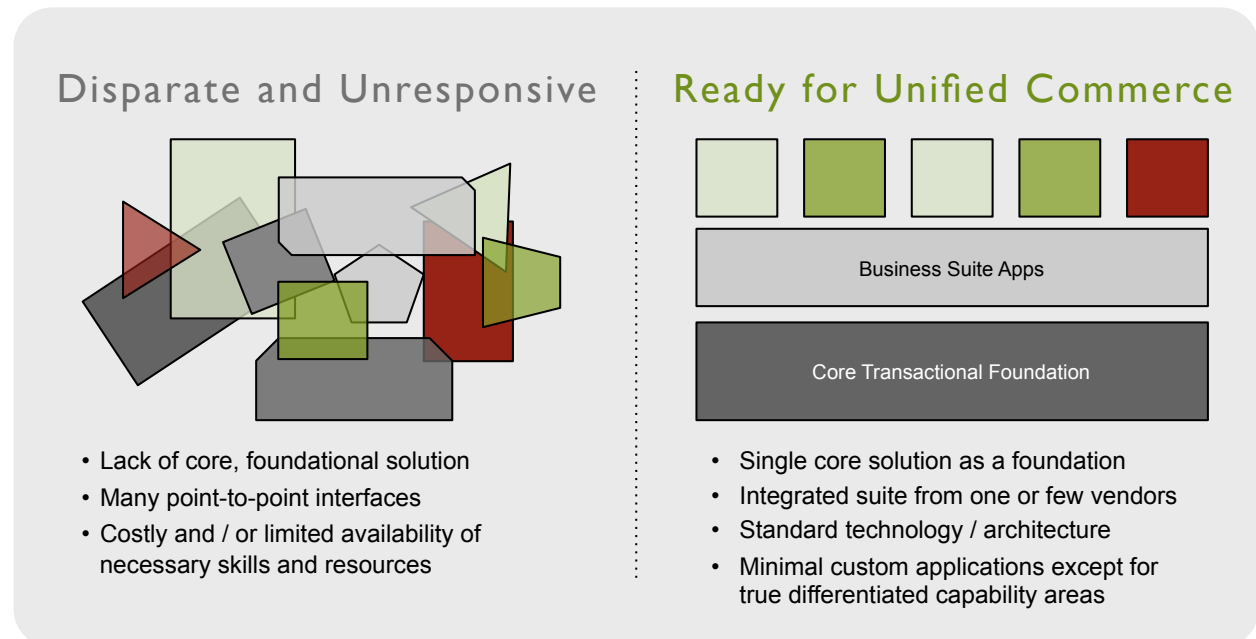 Disparate and Unresponsive
• Lack of core, foundational solution
• Many point-to-point interfaces
• Costly and / or limited availability of
necessary skills and resources
Ready for Unified Commerce
Business Suite Apps
Core Transactional Foundation
• Single core solution as a foundation
• Integrated suite from one or few vendors
• Standard technology / architecture
• Minimal custom applications except for
true differentiated capability areas